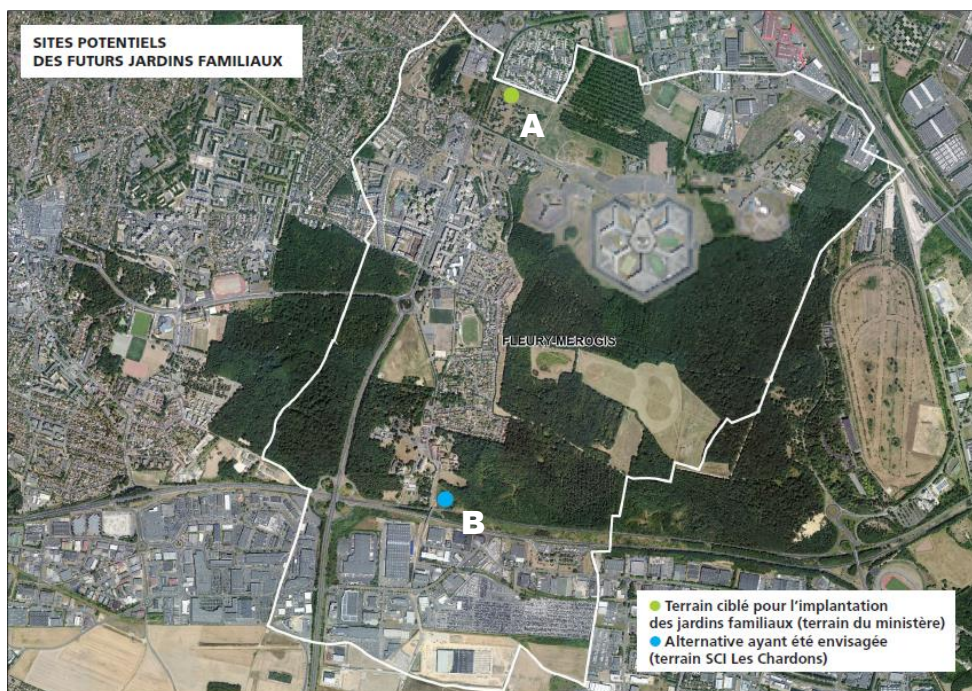 SITES POTENTIELS
DES FUTURS JARDINS FAMILIAUX
A
FLEURY-MEROGIS
B
Terrain ciblé pour l'implantation
des jardins familiaux (terrain du ministère)
Alternative ayant été envisagée
(terrain SCI Les Chardons)